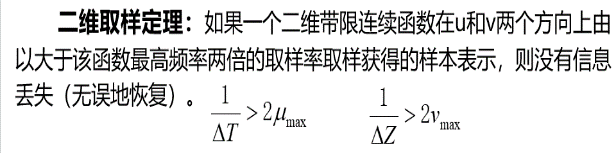 二维取样定理：如果一个二维带限连续函数在u和v两个方向上由
以大于该函数最高频率两倍的取样率取样获得的样本表示，则没有信息
丢失（无误地恢复）。 1/ΔT > 2μmax 1/ΔZ > 2νmax